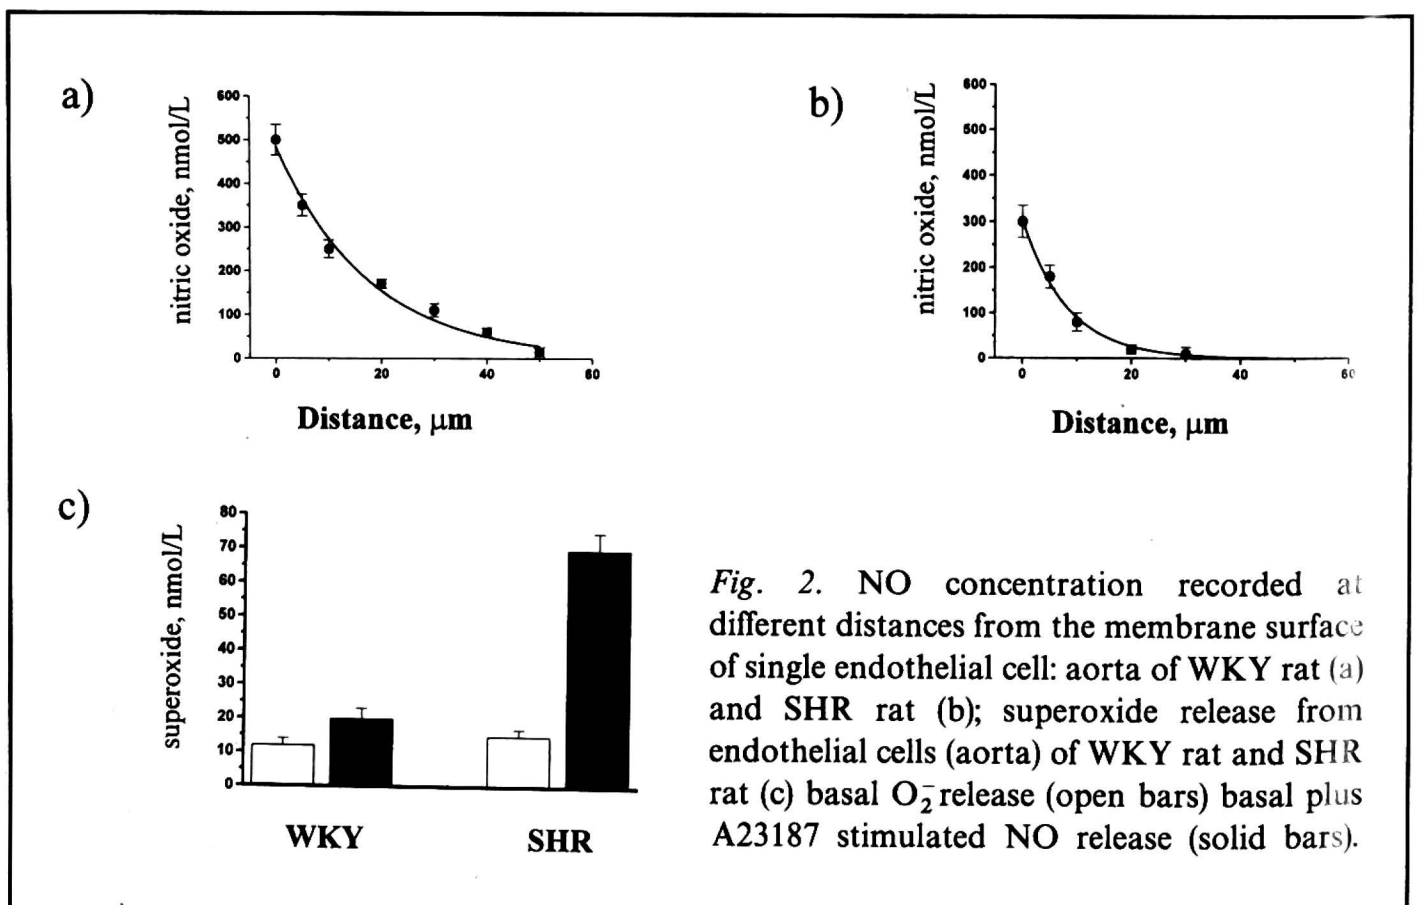 a)
nitric oxide, nmol/L
600
500
400
300
200
100
0
0 20 40 60
Distance, μm
b)
nitric oxide, nmol/L
600
500
400
300
200
100
0
0 20 40 60
Distance, μm
c)
superoxide, nmol/L
80
70
60
50
40
30
20
10
0
WKY SHR
Fig. 2. NO concentration recorded at
different distances from the membrane surface
of single endothelial cell: aorta of WKY rat (a)
and SHR rat (b); superoxide release from
endothelial cells (aorta) of WKY rat and SHR
rat (c) basal O₂⁻ release (open bars) basal plus
A23187 stimulated NO release (solid bars).